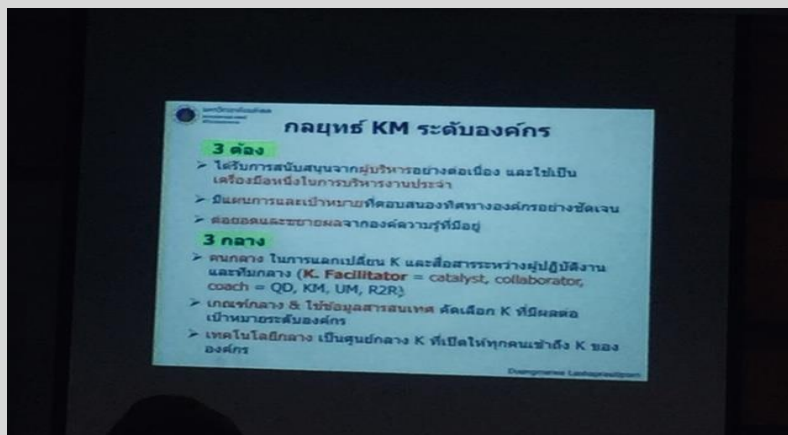 มหาวิทยาลัยมหิดล
กลยุทธ์ KM ระดับองค์กร
3 ต้อง
➢ ได้รับการสนับสนุนจากผู้บริหารอย่างต่อเนื่อง และใช้เป็น
เครื่องมือหนึ่งในการบริหารงานประจำ
➢ มีแผนการและเป้าหมายที่ตอบสนองทิศทางองค์กรอย่างชัดเจน
➢ ต่อยอดและขยายผลจากองค์ความรู้ที่มีอยู่
3 กลาง
➢ คนกลาง ในการแลกเปลี่ยน K และสื่อสารระหว่างผู้ปฏิบัติงาน
และทีมกลาง (K. Facilitator = catalyst, collaborator,
coach = QD, KM, UM, R2R)
➢ เกณฑ์กลาง & ใช้ข้อมูลสารสนเทศ คัดเลือก K ที่มีผลต่อ
เป้าหมายระดับองค์กร
➢ เทคโนโลยีกลาง เป็นศูนย์กลาง K ที่เปิดให้ทุกคนเข้าถึง K ของ
องค์กร